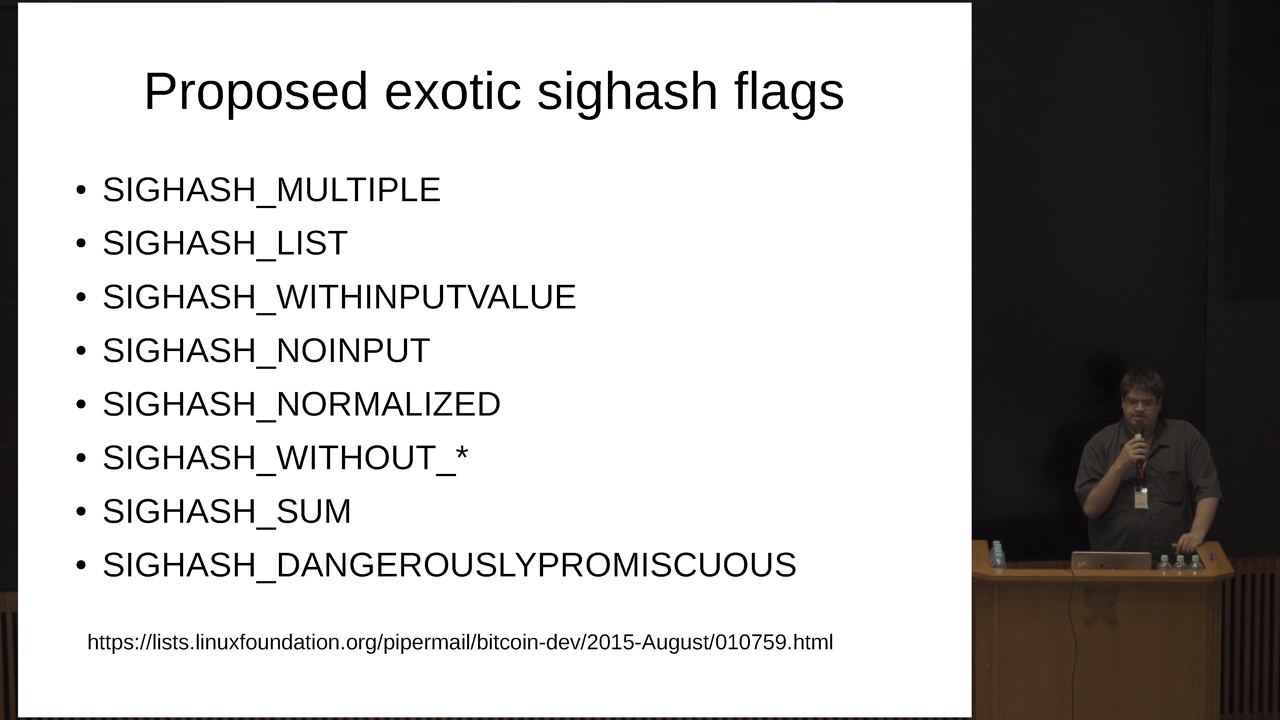 Proposed exotic sighash flags
• SIGHASH_MULTIPLE
• SIGHASH_LIST
• SIGHASH_WITHINPUTVALUE
• SIGHASH_NOINPUT
• SIGHASH_NORMALIZED
• SIGHASH_WITHOUT_*
• SIGHASH_SUM
• SIGHASH_DANGEROUSLYPROMISCUOUS
https://lists.linuxfoundation.org/pipermail/bitcoin-dev/2015-August/010759.html